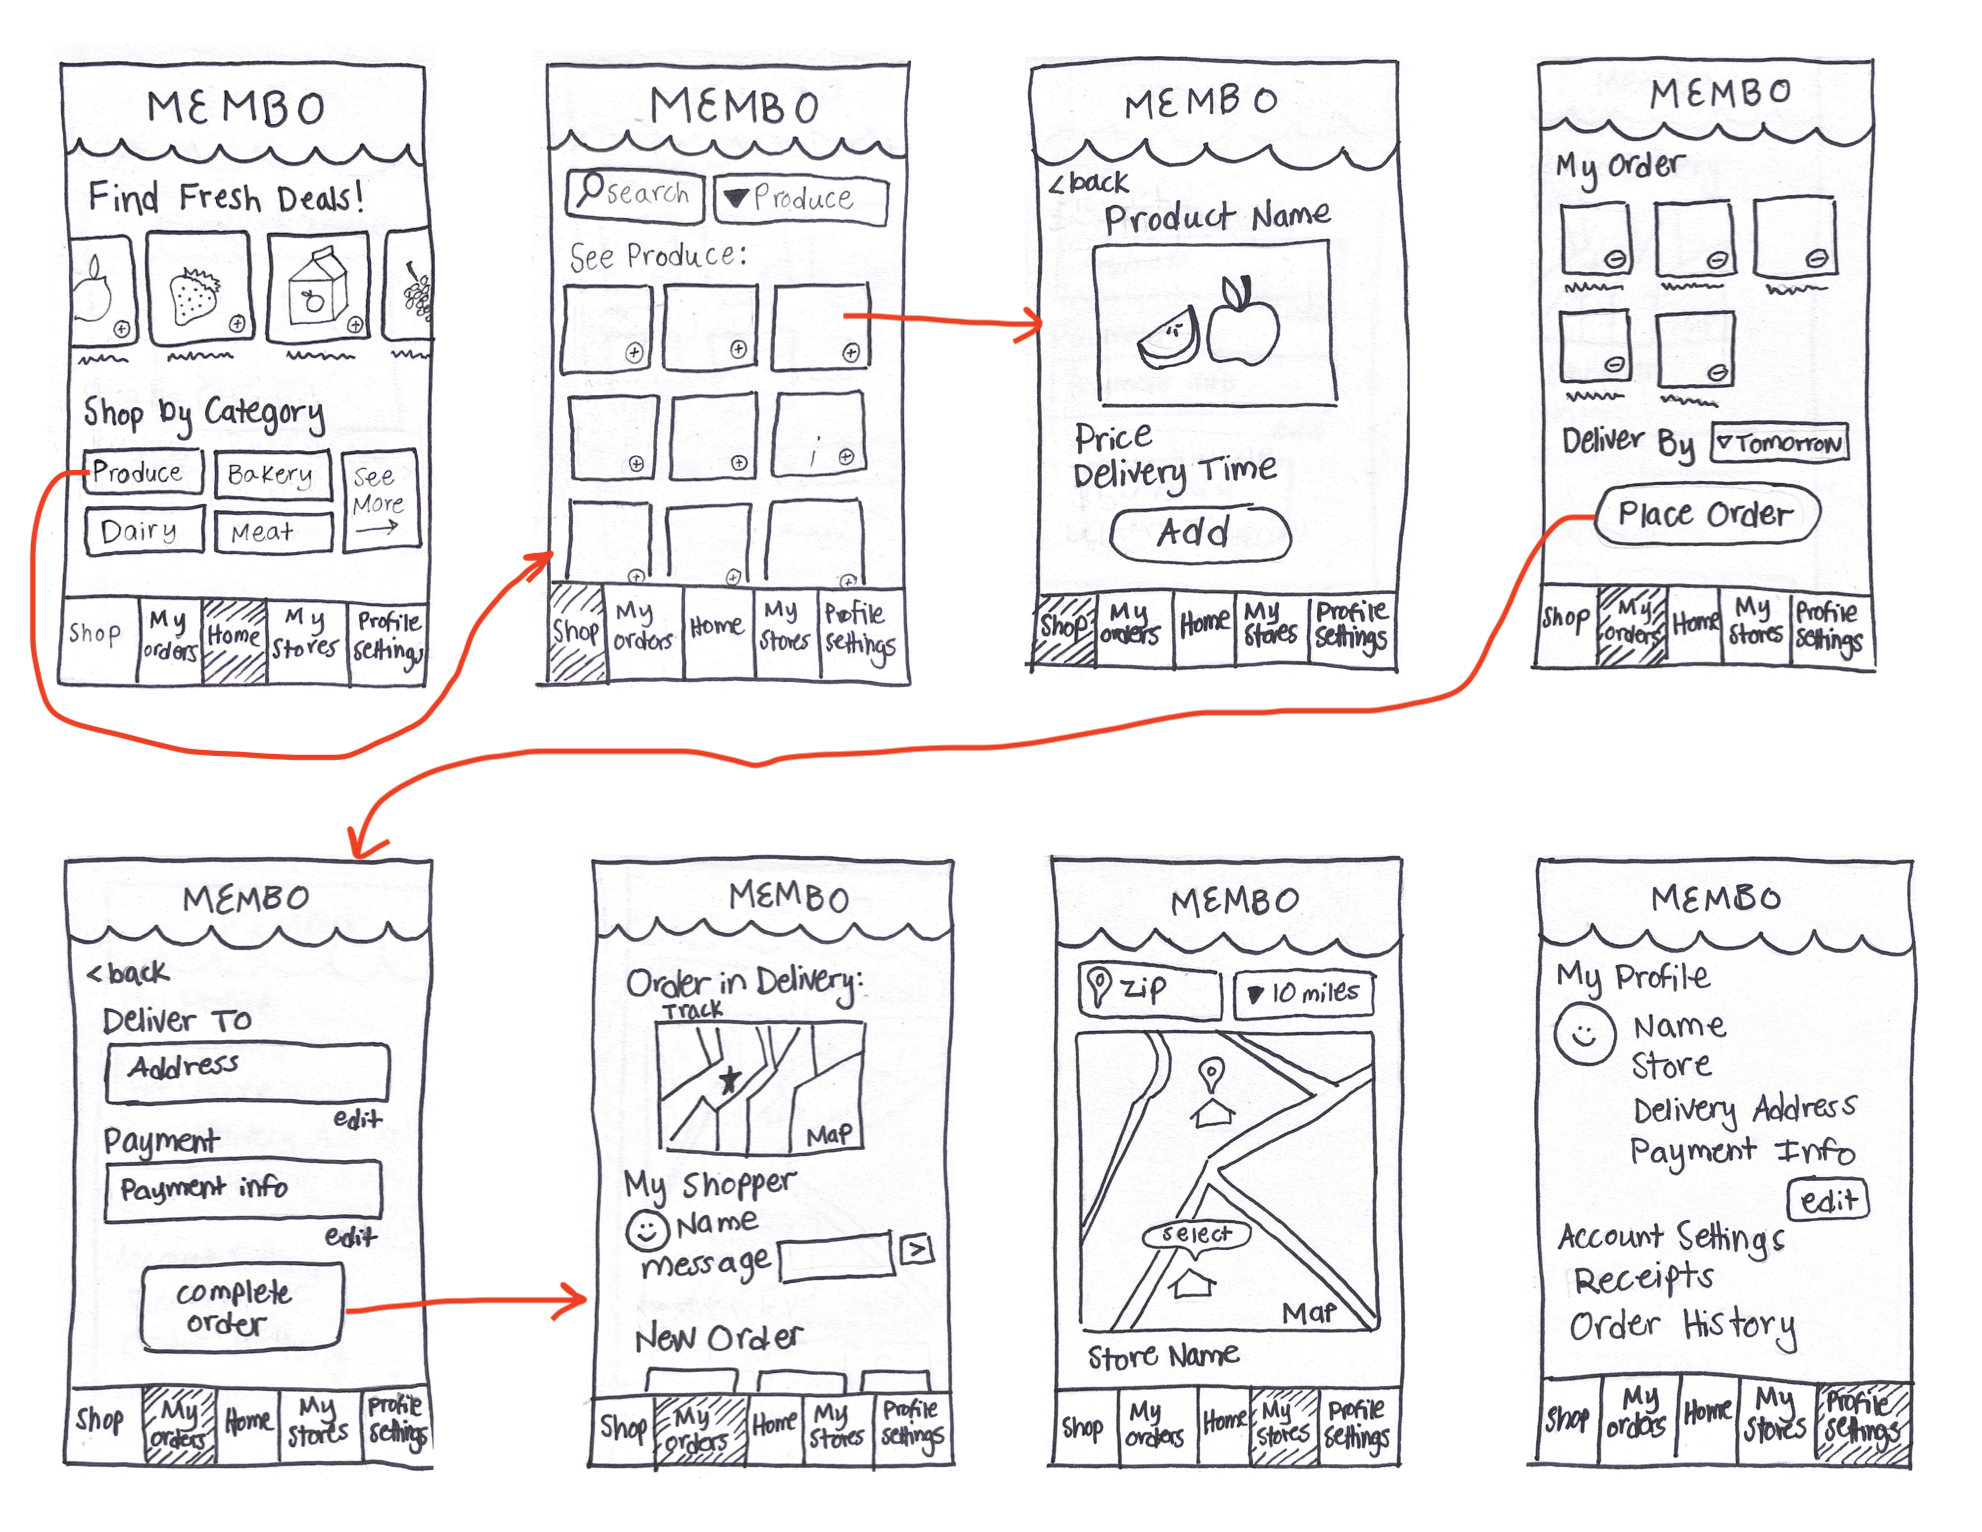 MEMBO
Find Fresh Deals!
Shop by Category
Produce
Bakery
See
More
Dairy
Meat
Shop
My
orders
Home
My
Stores
Profile
Settings
MEMBO
Search
Produce
See Produce:
Shop
My
orders
Home
My
Stores
Profile
Settings
MEMBO
<back
Product Name
Price
Delivery Time
Add
Shop
My
orders
Home
My
Stores
Profile
Settings
MEMBO
My Order
Deliver By
Tomorrow
Place Order
Shop
My
orders
Home
My
Stores
Profile
Settings
MEMBO
<back
Deliver To
Address
edit
Payment
Payment info
edit
complete
order
Shop
My
orders
Home
My
Stores
Profile
Settings
MEMBO
Order in Delivery:
Track
Map
My Shopper
Name
message
>
New Order
Shop
My
orders
Home
My
Stores
Profile
Settings
MEMBO
Zip
10 miles
select
Map
Store Name
Shop
My
orders
Home
My
Stores
Profile
Settings
MEMBO
My Profile
Name
Store
Delivery Address
Payment Info
edit
Account Settings
Receipts
Order History
Shop
My
orders
Home
My
Stores
Profile
Settings